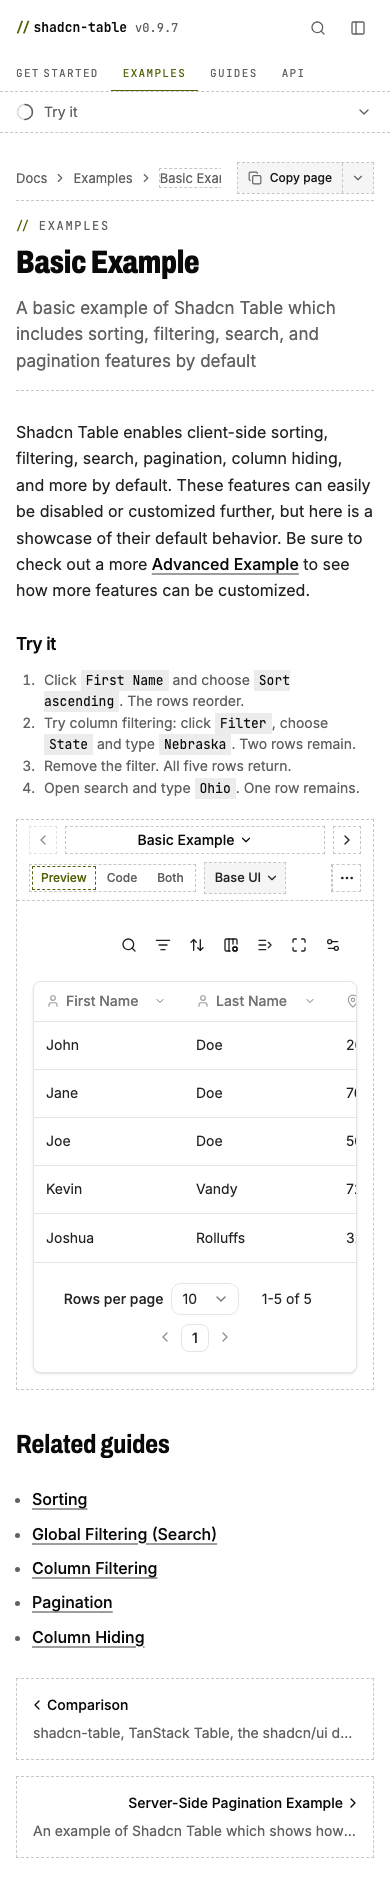 // shadcn-table v0.9.7
GET STARTED EXAMPLES GUIDES API
Try it
Docs > Examples > Basic Exa
Copy page
// EXAMPLES
Basic Example
A basic example of Shadcn Table which
includes sorting, filtering, search, and
pagination features by default
Shadcn Table enables client-side sorting,
filtering, search, pagination, column hiding,
and more by default. These features can easily
be disabled or customized further, but here is a
showcase of their default behavior. Be sure to
check out a more Advanced Example to see
how more features can be customized.
Try it
1. Click First Name and choose Sort
ascending. The rows reorder.
2. Try column filtering: click Filter, choose
State and type Nebraska. Two rows remain.
3. Remove the filter. All five rows return.
4. Open search and type Ohio. One row remains.
Basic Example
Preview Code Both Base UI
First Name Last Name
John Doe
Jane Doe
Joe Doe
Kevin Vandy
Joshua Rolluffs
Rows per page 10 1-5 of 5
1
Related guides
Sorting
Global Filtering (Search)
Column Filtering
Pagination
Column Hiding
Comparison
shadcn-table, TanStack Table, the shadcn/ui d...
Server-Side Pagination Example
An example of Shadcn Table which shows how...